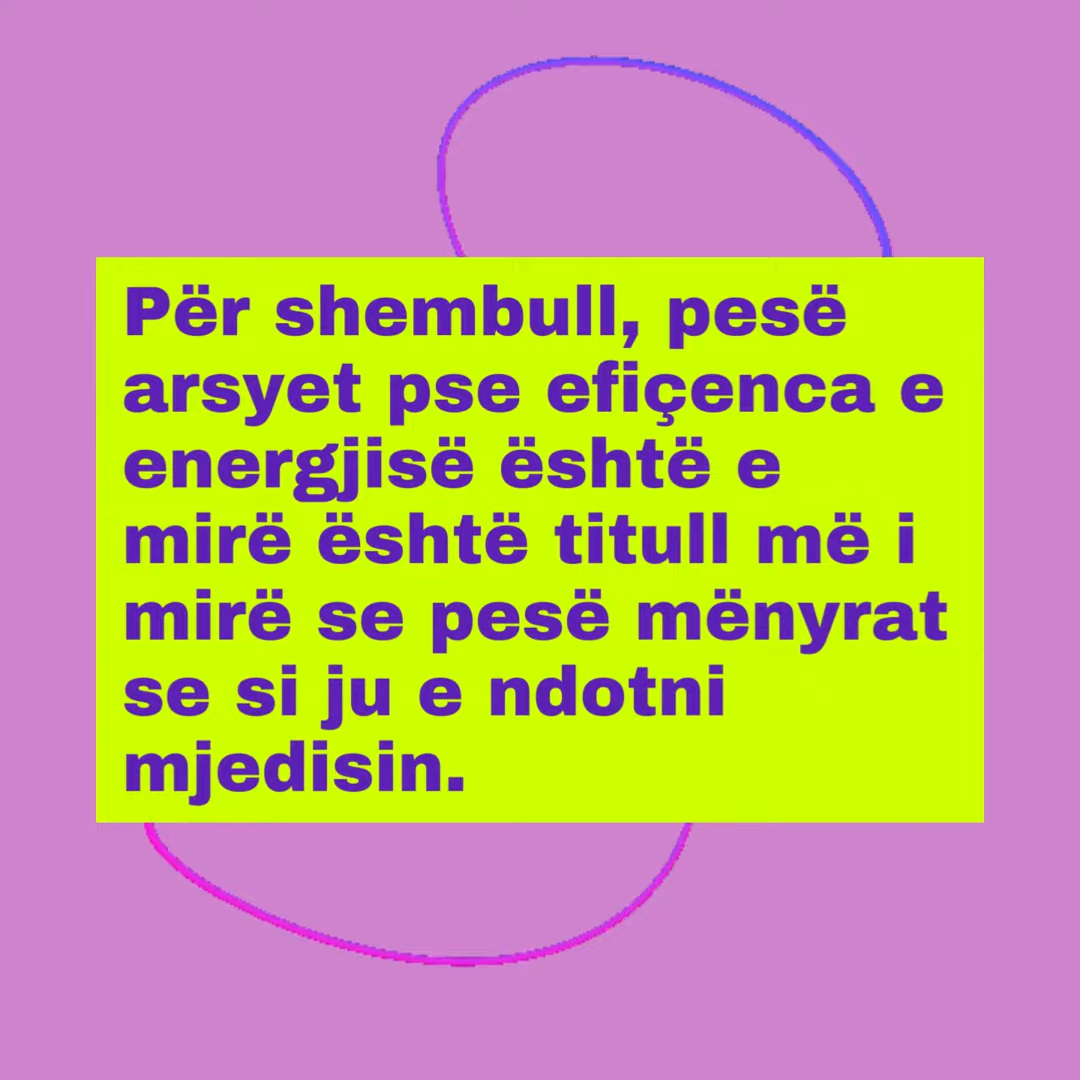 Për shembull, pesë
arsyet pse efiçenca e
energjisë është e
mirë është titull më i
mirë se pesë mënyrat
se si ju e ndotni
mjedisin.